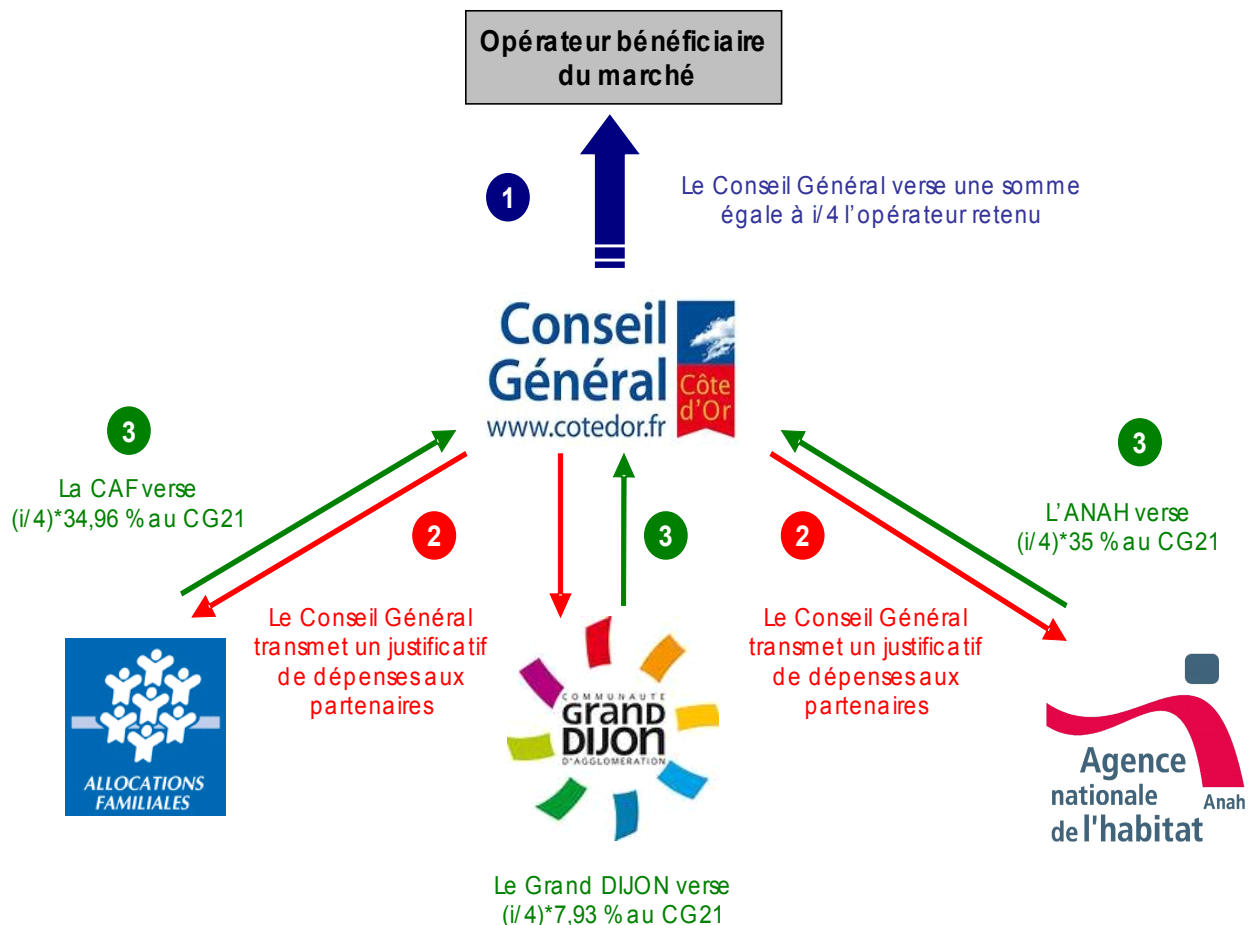 Opérateur bénéficiaire
du marché
1
Le Conseil Général verse une somme
égale à i/4 l'opérateur retenu
Conseil
Général
www.cotedor.fr
Côte
d'Or
3
La CAF verse
(i/4)*34,96 % au CG21
2
3
2
3
L'ANAH verse
(i/4)*35 % au CG21
Le Conseil Général
transmet un justificatif
de dépenses aux
partenaires
Le Conseil Général
transmet un justificatif
de dépenses aux
partenaires
ALLOCATIONS
FAMILIALES
COMMUNAUTE
GRAND
DIJON
D'AGGLOMERATION
Agence
nationale
de l'habitat
Anah
Le Grand DIJON verse
(i/4)*7,93 % au CG21